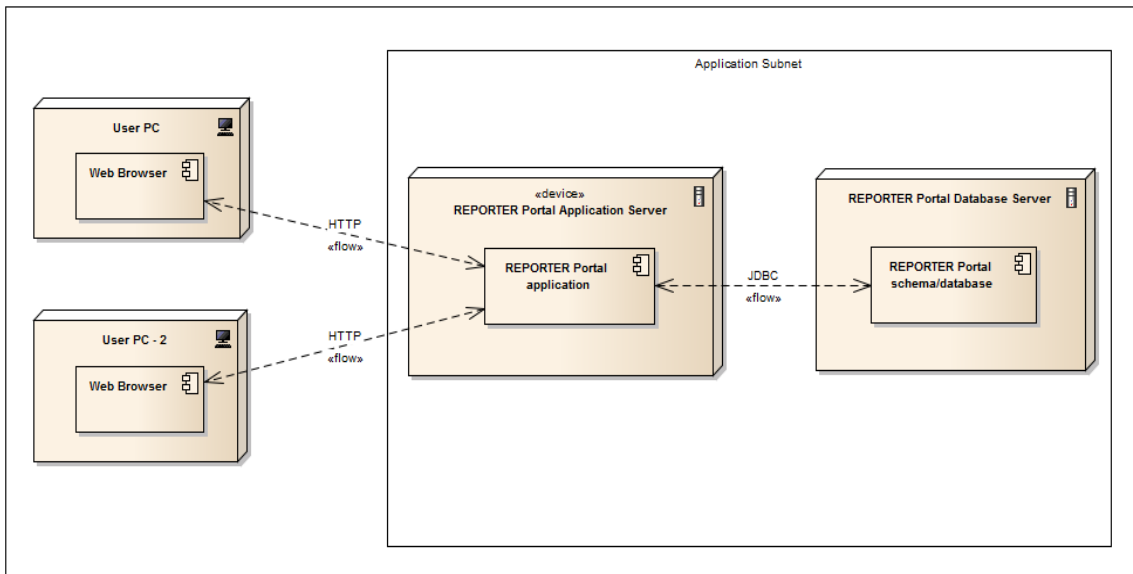 Application Subnet
User PC
Web Browser
«device»
REPORTER Portal Application Server
REPORTER Portal Database Server
HTTP
«flow»
REPORTER Portal
application
JDBC
«flow»
REPORTER Portal
schema/database
User PC - 2
Web Browser
HTTP
«flow»